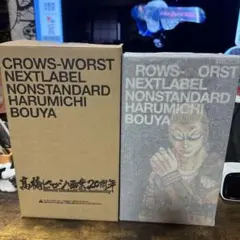 CROWS-WORST
NEXTLABEL
NONSTANDARD
HARUMICHI
BOUYA
高橋ヒロシ画業20周年
ROWS- ORST
NEXTLABEL
NONSTANDARD
HARUMICHI
BOUYA